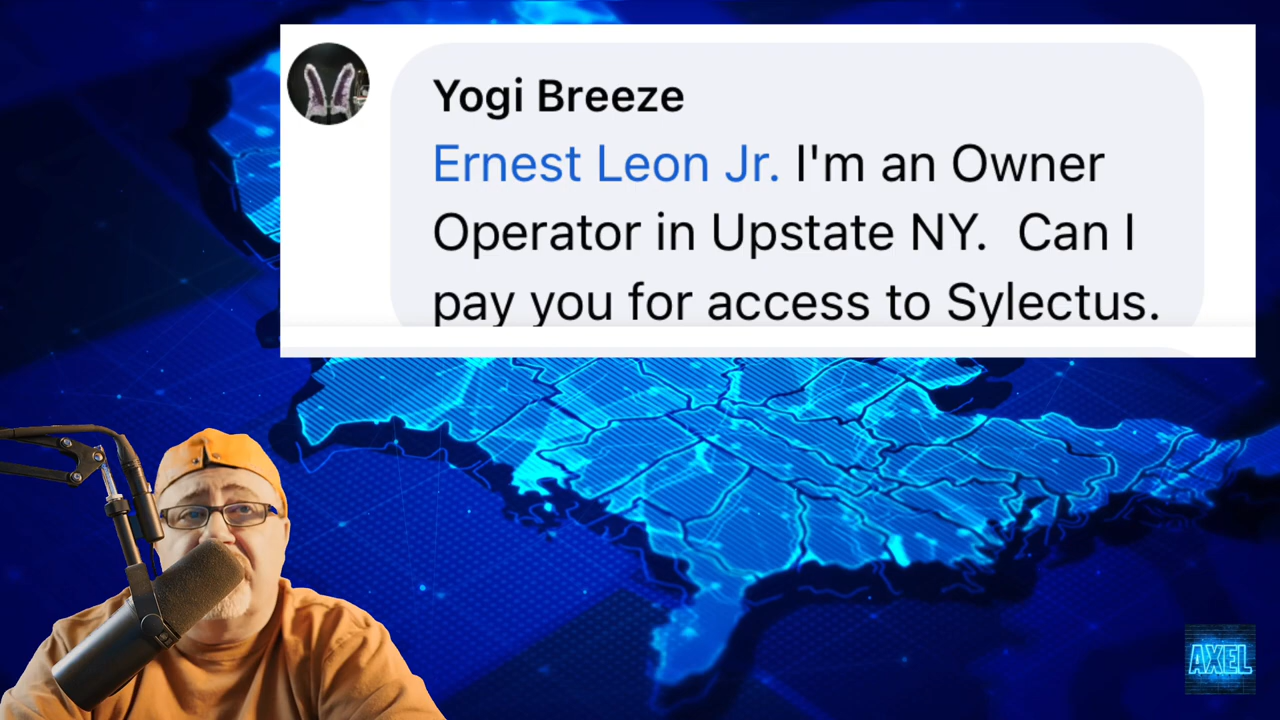 Yogi Breeze
Ernest Leon Jr. I'm an Owner
Operator in Upstate NY.  Can I
pay you for access to Sylectus.
AXEL